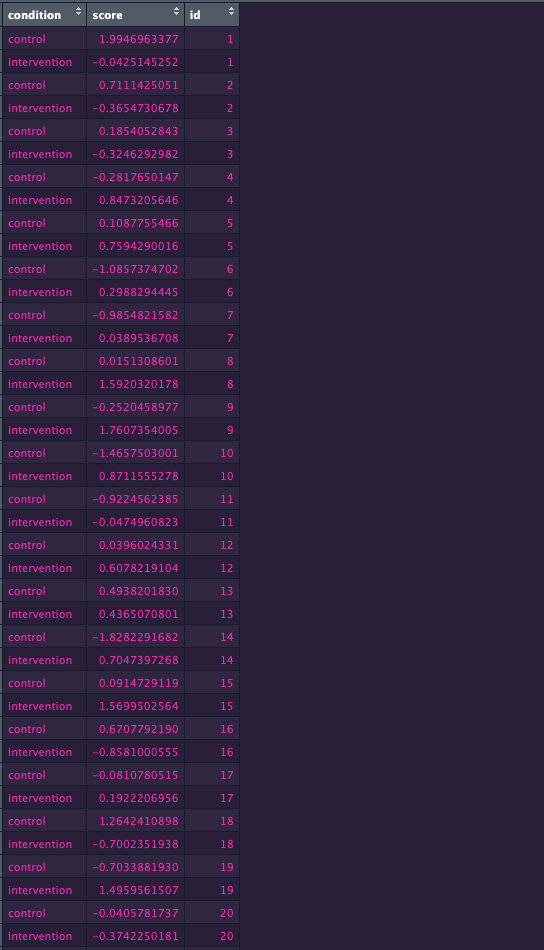 condition score id
control 1.9946963377 1
intervention −0.0425145252 1
control 0.7111425051 2
intervention −0.3654730678 2
control 0.1854052843 3
intervention −0.3246292982 3
control −0.2817650147 4
intervention 0.8473205646 4
control 0.1087755466 5
intervention 0.7594290016 5
control −1.0857374702 6
intervention 0.2988294445 6
control −0.9854821582 7
intervention 0.0389536708 7
control 0.0151308601 8
intervention 1.5920320178 8
control −0.2520458977 9
intervention 1.7607354005 9
control −1.4657503001 10
intervention 0.8711555278 10
control −0.9224562385 11
intervention −0.0474960823 11
control 0.0396024331 12
intervention 0.6078219104 12
control 0.4938201830 13
intervention 0.4365070801 13
control −1.8282291682 14
intervention 0.7047397268 14
control 0.0914729119 15
intervention 1.5699502564 15
control 0.6707792190 16
intervention −0.8581000555 16
control −0.0810780515 17
intervention 0.1922206956 17
control 1.2642410898 18
intervention −0.7002351938 18
control −0.7033881930 19
intervention 1.4959561507 19
control −0.0405781737 20
intervention −0.3742250181 20